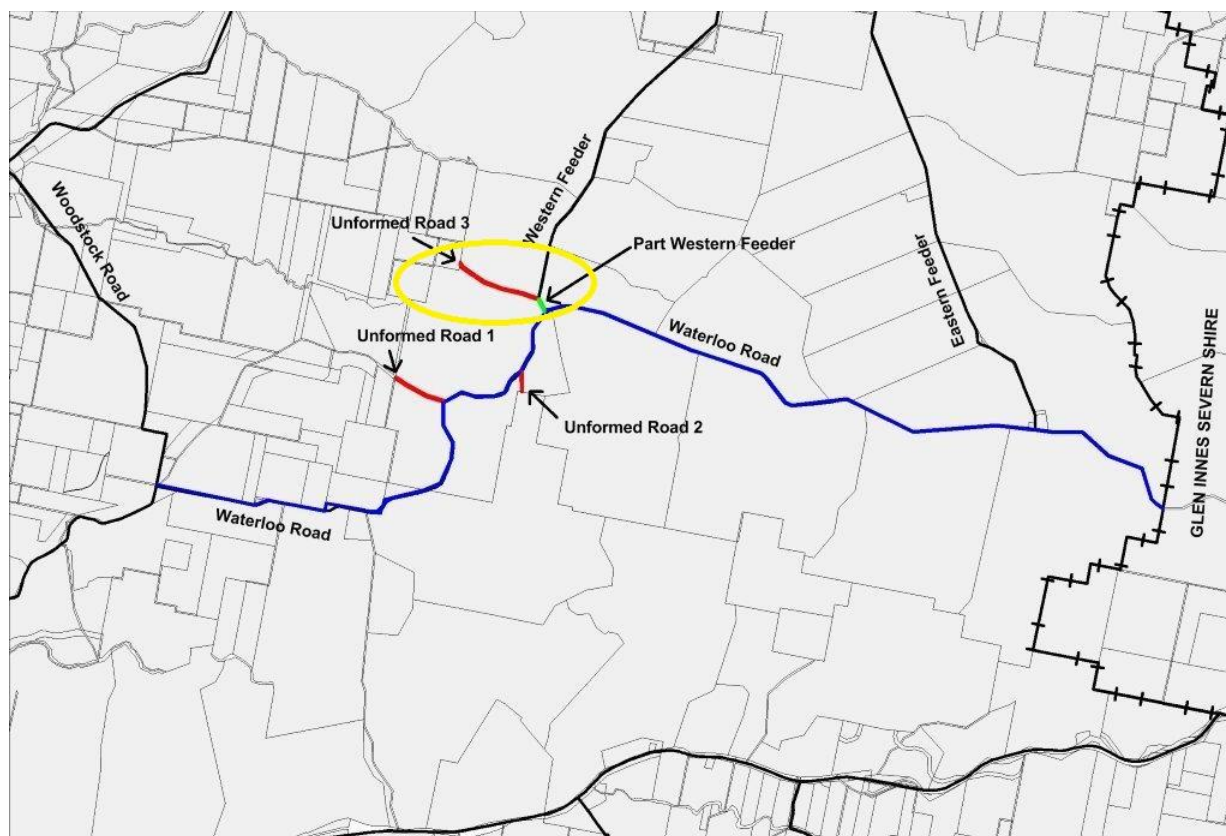 Western Feeder
Woodstock Road
Unformed Road 3
Part Western Feeder
Eastern Feeder
Unformed Road 1
Waterloo Road
Unformed Road 2
GLEN INNES SEVERN SHIRE
Waterloo Road